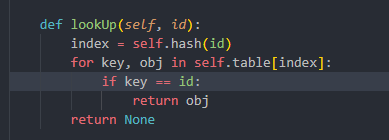 def lookUp(self, id):
    index = self.hash(id)
    for key, obj in self.table[index]:
        if key == id:
            return obj
    return None